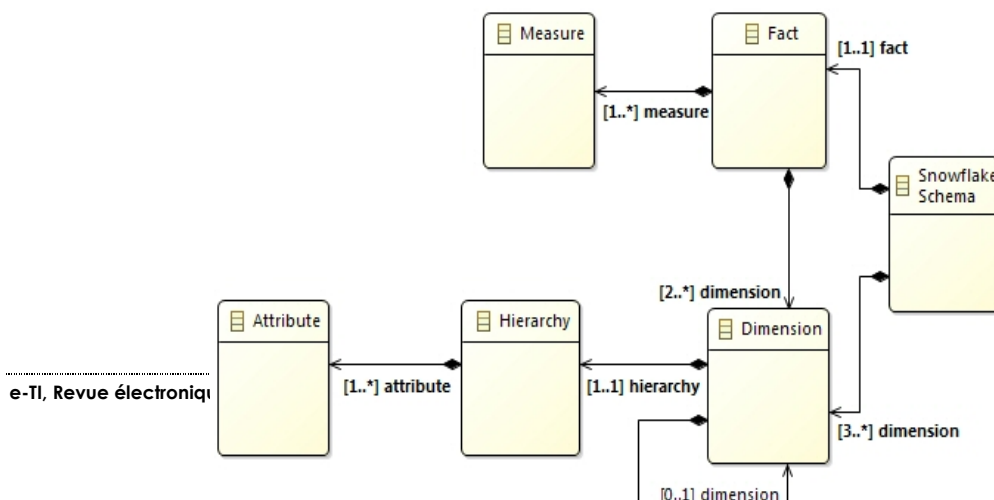 Measure
Fact
[1..1] fact
[1..*] measure
Snowflake
Schema
[2..*] dimension
Attribute
Hierarchy
Dimension
[1..*] attribute
[1..1] hierarchy
e-TI, Revue électroniqu
[3..*] dimension
[0..1] dimension